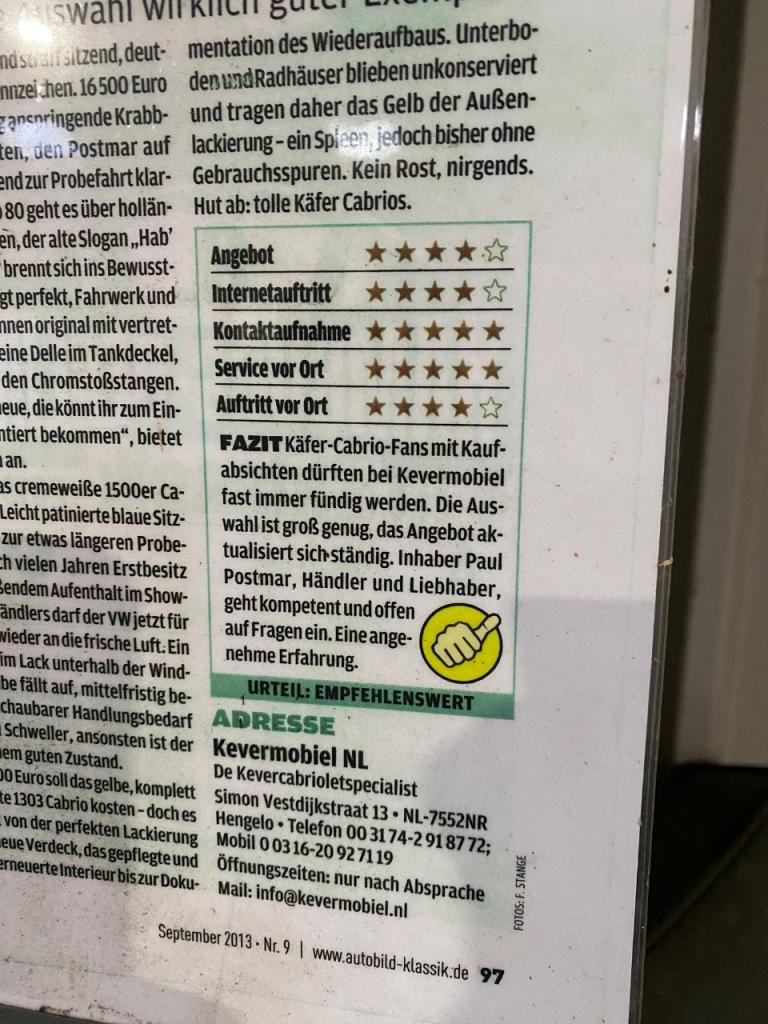 Auswahl wirklich guter
nd straff sitzend, deut-
nnzeichen. 16 500 Euro
anspringende Krabb-
ten, den Postmar auf
end zur Probefahrt klar-
80 geht es über hollän-
en, der alte Slogan „Hab’
brennt sich ins Bewusst-
gt perfekt, Fahrwerk und
nnen original mit vertret-
eine Delle im Tankdeckel,
den Chromstoßstangen.
neue, die könnt ihr zum Ein-
ntiert bekommen“, bietet
an.
as cremeweiße 1500er Ca-
Leicht patinierte blaue Sitz-
zur etwas längeren Probe-
ch vielen Jahren Erstbesitz
ßendem Aufenthalt im Show-
ändlers darf der VW jetzt für
wieder an die frische Luft. Ein
im Lack unterhalb der Wind-
be fällt auf, mittelfristig be-
chaubarer Handlungsbedarf
Schweller, ansonsten ist der
em guten Zustand.
00 Euro soll das gelbe, komplett
te 1303 Cabrio kosten – doch es
von der perfekten Lackierung
neue Verdeck, das gepflegte und
erneuerte Interieur bis zur Doku-
mentation des Wiederaufbaus. Unterbo-
den und Radhäuser blieben unkonserviert
und tragen daher das Gelb der Außen-
lackierung – ein Spleen, jedoch bisher ohne
Gebrauchsspuren. Kein Rost, nirgends.
Hut ab: tolle Käfer Cabrios.
Angebot ★★★★☆
Internetauftritt ★★★★☆
Kontaktaufnahme ★★★★★
Service vor Ort ★★★★★
Auftritt vor Ort ★★★★☆
FAZIT Käfer-Cabrio-Fans mit Kauf-
absichten dürften bei Kevermobiel
fast immer fündig werden. Die Aus-
wahl ist groß genug, das Angebot ak-
tualisiert sich ständig. Inhaber Paul
Postmar, Händler und Liebhaber,
geht kompetent und offen
auf Fragen ein. Eine ange-
nehme Erfahrung.
URTEIL: EMPFEHLENSWERT
ADRESSE
Kevermobiel NL
De Kevercabrioletspecialist
Simon Vestdijkstraat 13 • NL-7552NR
Hengelo • Telefon 00 31 74-2 91 87 72;
Mobil 0 03 16-20 92 71 19
Öffnungszeiten: nur nach Absprache
Mail: info@kevermobiel.nl
FOTOS: F. STANGE
September 2013 · Nr. 9 | www.autobild-klassik.de 97